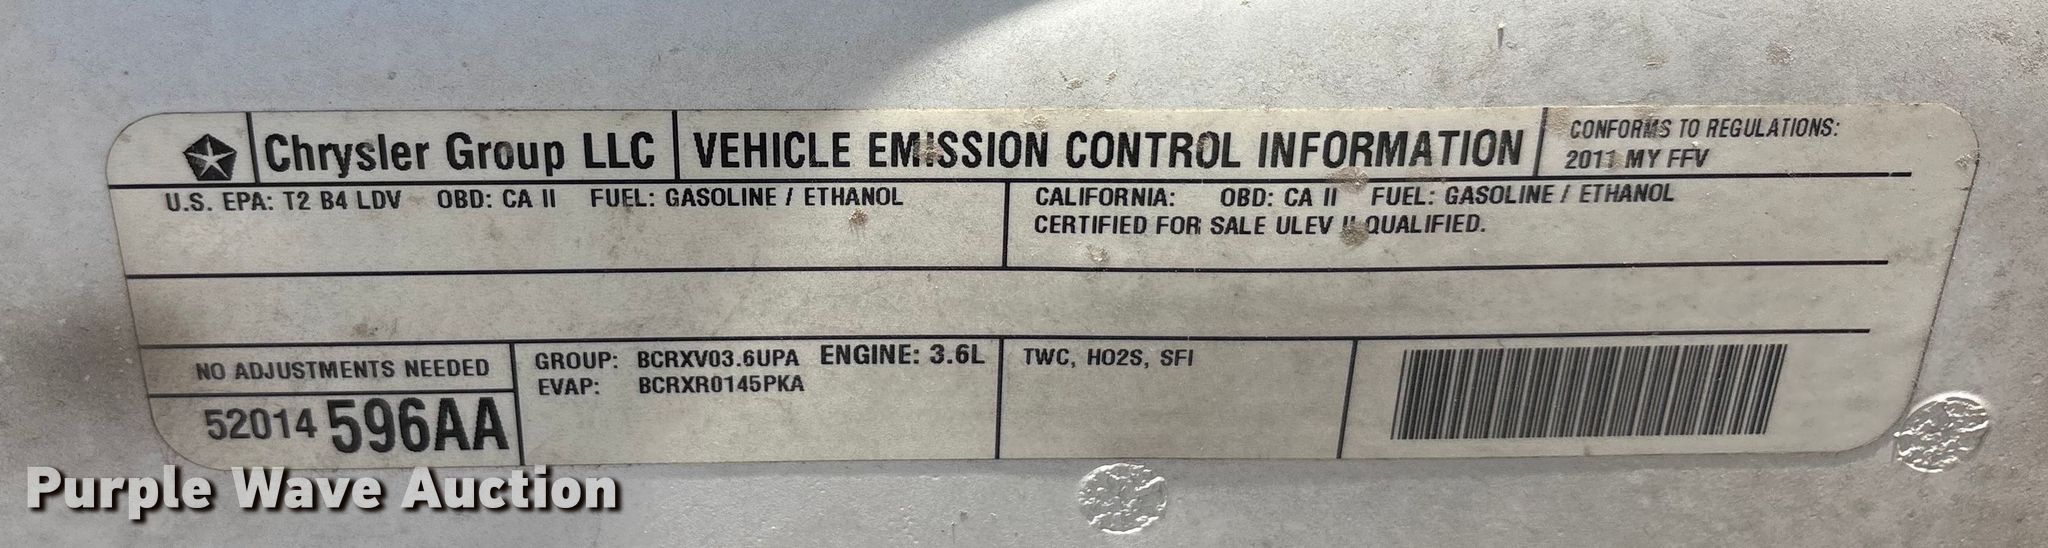 Chrysler Group LLC
VEHICLE EMISSION CONTROL INFORMATION
CONFORMS TO REGULATIONS:
2011 MY FFV
U.S. EPA: T2 B4 LDV OBD: CA II FUEL: GASOLINE / ETHANOL
CALIFORNIA: OBD: CA II FUEL: GASOLINE / ETHANOL
CERTIFIED FOR SALE ULEV II QUALIFIED.
NO ADJUSTMENTS NEEDED
52014 596AA
GROUP: BCRXV03.6UPA ENGINE: 3.6L
EVAP: BCRXR0145PKA
TWC, HO2S, SFI
Purple Wave Auction